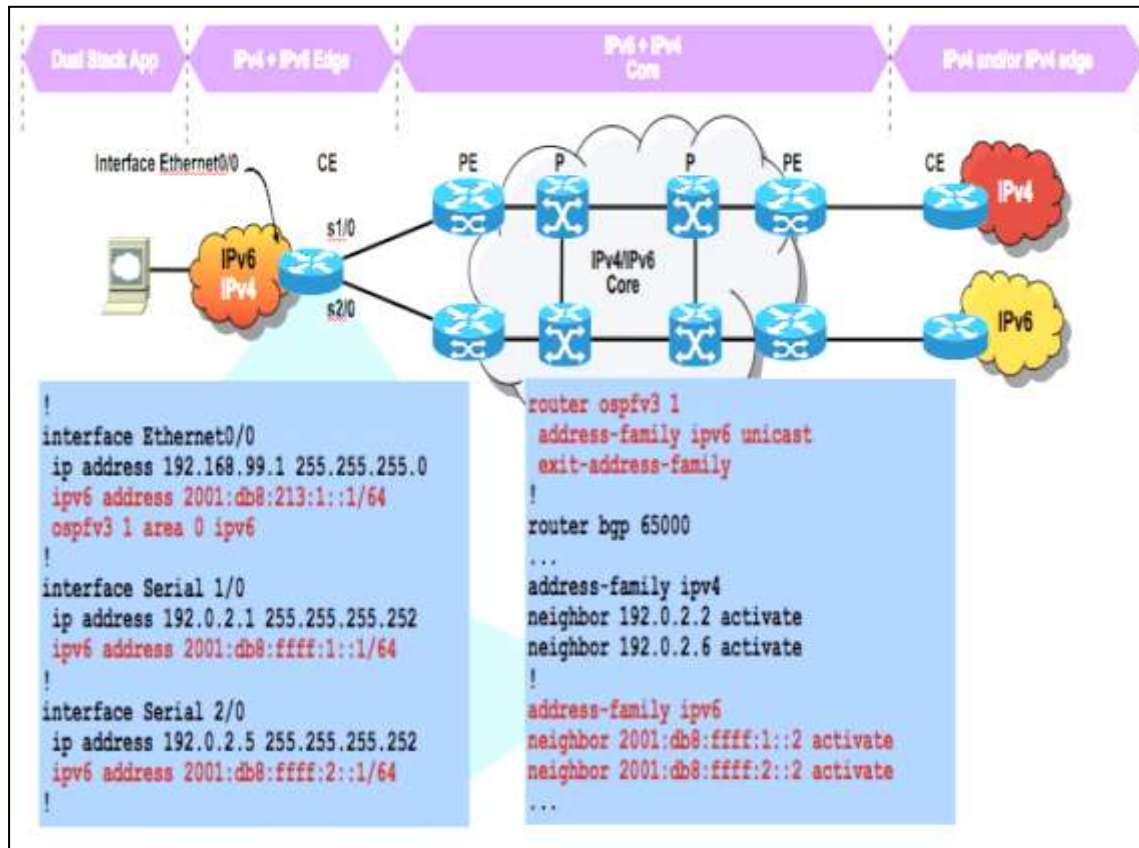 Dual Stack App
IPv4 + IPv6 Edge
IPv6 + IPv4
Core
IPv4 and/or IPv4 edge
Interface Ethernet0/0
CE
PE
P
P
PE
CE
s1/0
s2/0
IPv6
IPv4
IPv4/IPv6
Core
IPv4
IPv6
!
interface Ethernet0/0
ip address 192.168.99.1 255.255.255.0
ipv6 address 2001:db8:213:1::1/64
ospfv3 1 area 0 ipv6
!
interface Serial 1/0
ip address 192.0.2.1 255.255.255.252
ipv6 address 2001:db8:ffff:1::1/64
!
interface Serial 2/0
ip address 192.0.2.5 255.255.255.252
ipv6 address 2001:db8:ffff:2::1/64
!
router ospfv3 1
address-family ipv6 unicast
exit-address-family
!
router bgp 65000
...
address-family ipv4
neighbor 192.0.2.2 activate
neighbor 192.0.2.6 activate
!
address-family ipv6
neighbor 2001:db8:ffff:1::2 activate
neighbor 2001:db8:ffff:2::2 activate
...